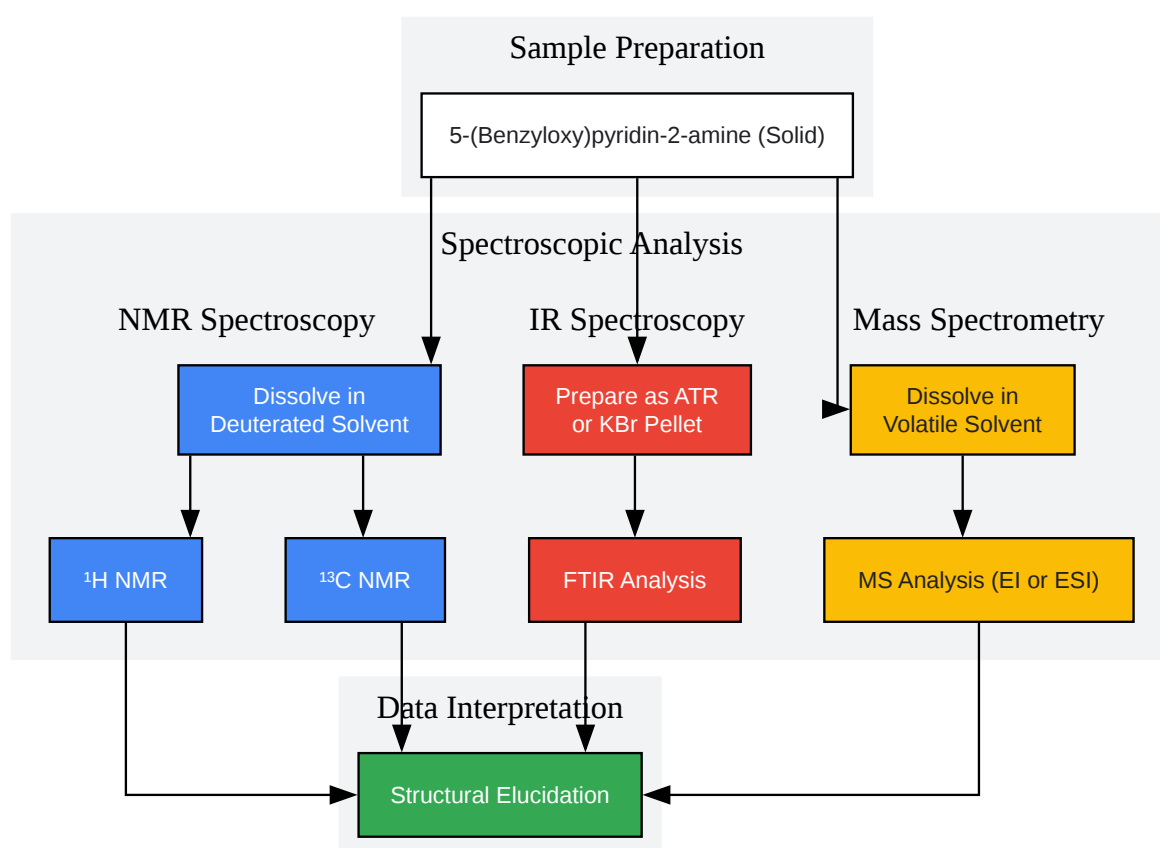 Sample Preparation
5-(Benzyloxy)pyridin-2-amine (Solid)
Spectroscopic Analysis
NMR Spectroscopy
IR Spectroscopy
Mass Spectrometry
Dissolve in
Deuterated Solvent
Prepare as ATR
or KBr Pellet
Dissolve in
Volatile Solvent
¹H NMR
¹³C NMR
FTIR Analysis
MS Analysis (EI or ESI)
Data Interpretation
Structural Elucidation